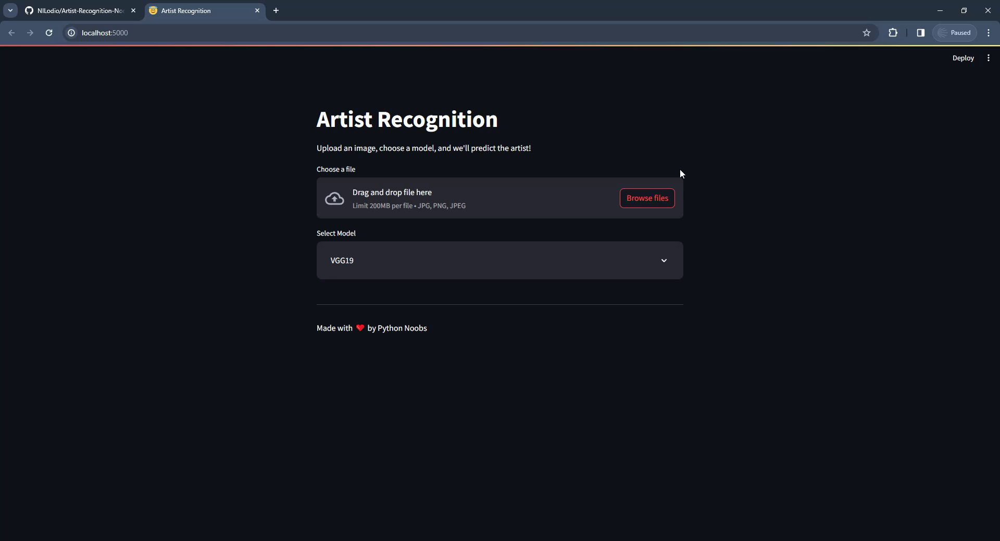 NILodio/Artist-Recognition-No
Artist Recognition
localhost:5000
Paused
Deploy
Artist Recognition
Upload an image, choose a model, and we'll predict the artist!
Choose a file
Drag and drop file here
Limit 200MB per file • JPG, PNG, JPEG
Browse files
Select Model
VGG19
Made with ❤ by Python Noobs